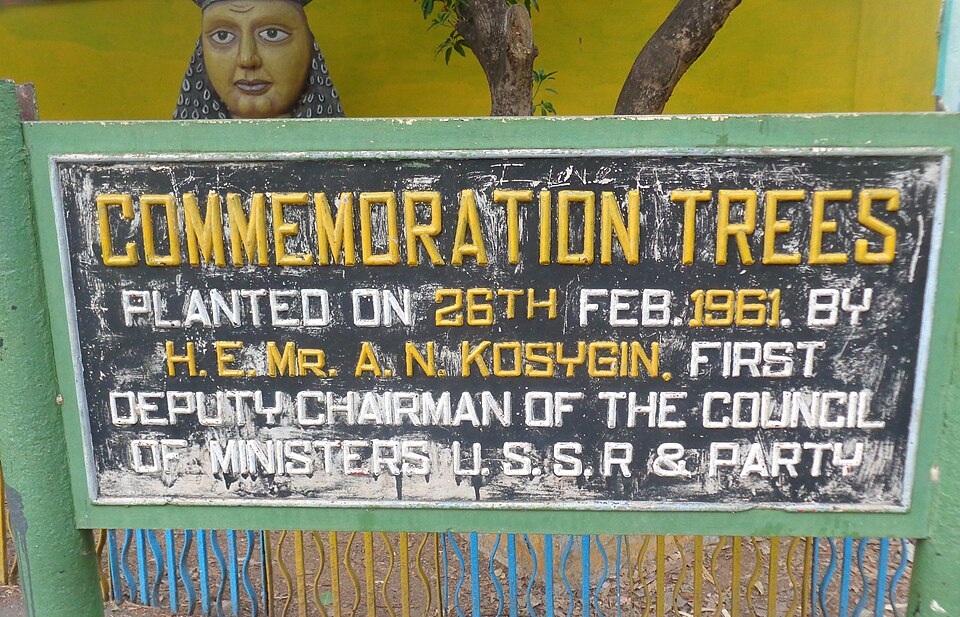 COMMEMORATION TREES
PLANTED ON 26TH FEB. 1961. BY
H. E. MR. A. N. KOSYGIN. FIRST
DEPUTY CHAIRMAN OF THE COUNCIL
OF MINISTERS U. S. S. R & PARTY